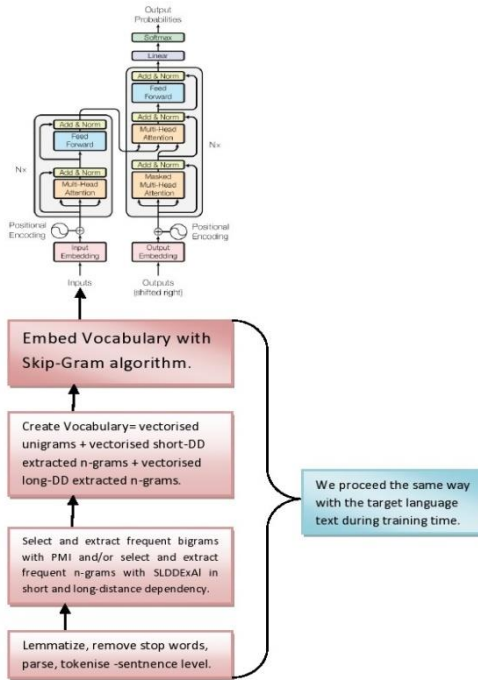 Output
Probabilities
Softmax
Linear
Add & Norm
Feed
Forward
Add & Norm
Multi-Head
Attention
Add & Norm
Masked
Multi-Head
Attention
Nx
Add & Norm
Feed
Forward
Add & Norm
Multi-Head
Attention
Nx
Positional
Encoding
Positional
Encoding
Input
Embedding
Output
Embedding
Inputs
Outputs
(shifted right)
Embed Vocabulary with
Skip-Gram algorithm.
Create Vocabulary= vectorised
unigrams + vectorised short-DD
extracted n-grams + vectorised
long-DD extracted n-grams.
We proceed the same way
with the target language
text during training time.
Select and extract frequent bigrams
with PMI and/or select and extract
frequent n-grams with SLDDExAl in
short and long-distance dependency.
Lemmatize, remove stop words,
parse, tokenise -sentnence level.